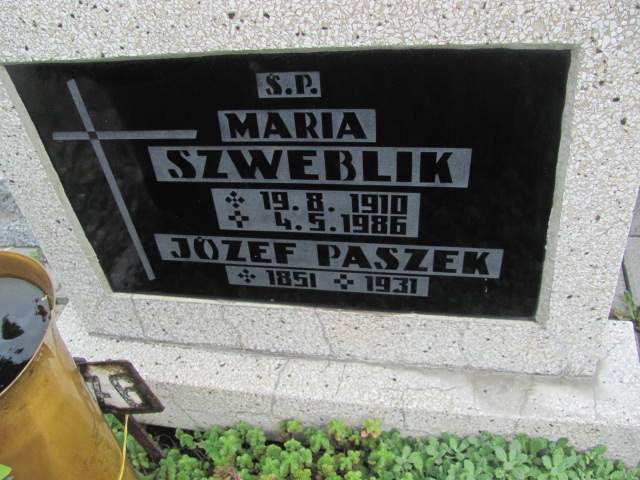 Ś.P.
MARIA
SZWEBLIK
19.8.1910
4.5.1986
JÓZEF PASZEK
1851 1931